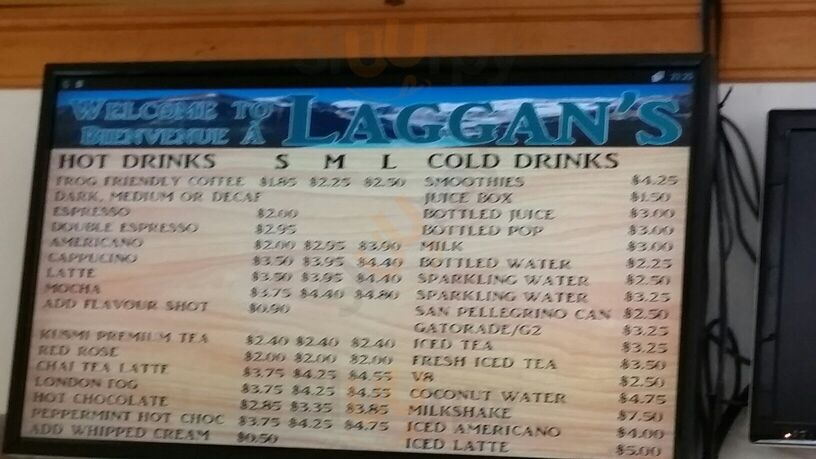 20:20
WELCOME TO
BIENVENUE À
LAGGAN'S
HOT DRINKS S M L
FROG FRIENDLY COFFEE $1.85 $2.25 $2.50
DARK, MEDIUM OR DECAF
ESPRESSO $2.00
DOUBLE ESPRESSO $2.95
AMERICANO $2.00 $2.95 $3.90
CAPPUCINO $3.50 $3.95 $4.40
LATTE $3.50 $3.95 $4.40
MOCHA $3.75 $4.40 $4.80
ADD FLAVOUR SHOT $0.90
KUSMI PREMIUM TEA $2.40 $2.40 $2.40
RED ROSE $2.00 $2.00 $2.00
CHAI TEA LATTE $3.75 $4.25 $4.55
LONDON FOG $3.75 $4.25 $4.55
HOT CHOCOLATE $2.85 $3.35 $3.85
PEPPERMINT HOT CHOC $3.75 $4.25 $4.75
ADD WHIPPED CREAM $0.50
COLD DRINKS
SMOOTHIES $4.25
JUICE BOX $1.50
BOTTLED JUICE $3.00
BOTTLED POP $3.00
MILK $3.00
BOTTLED WATER $2.25
SPARKLING WATER $2.50
SPARKLING WATER $3.25
SAN PELLEGRINO CAN $2.50
GATORADE/G2 $3.25
ICED TEA $3.25
FRESH ICED TEA $3.50
V8 $2.50
COCONUT WATER $4.75
MILKSHAKE $7.50
ICED AMERICANO $4.00
ICED LATTE $5.00